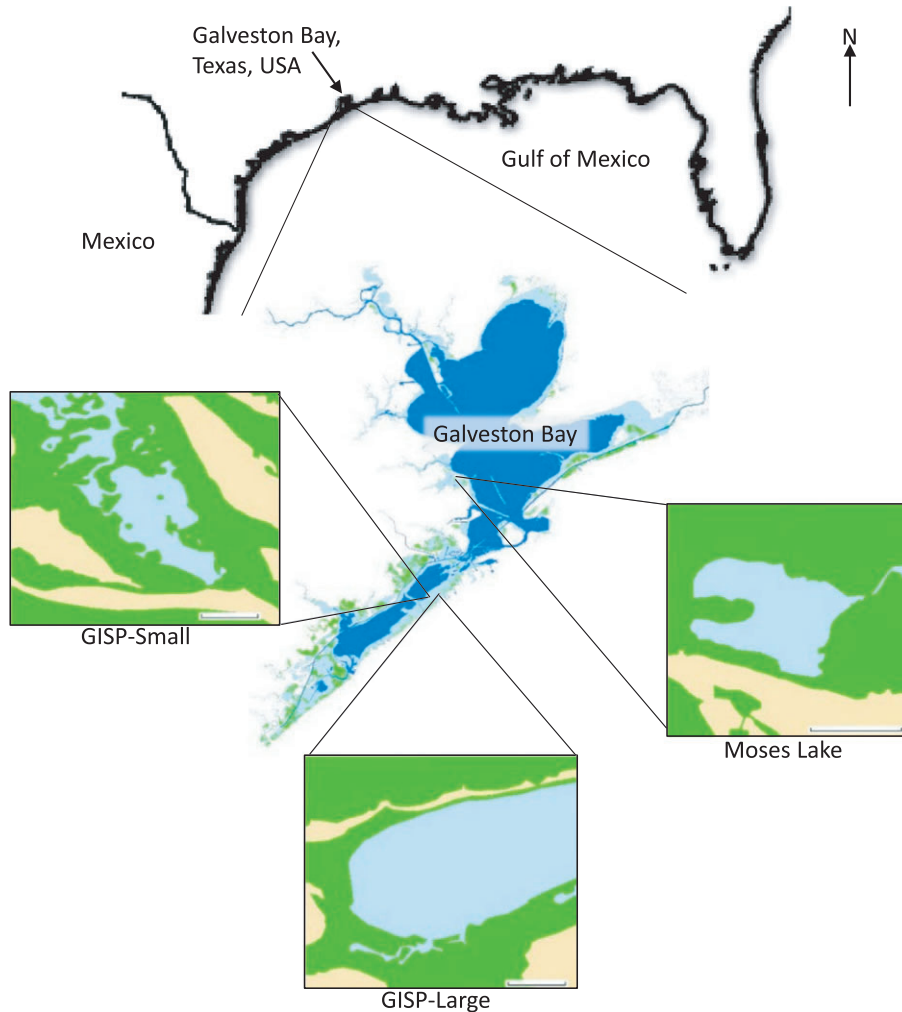 Galveston Bay,
Texas, USA
N
Gulf of Mexico
Mexico
Galveston Bay
GISP-Small
Moses Lake
GISP-Large